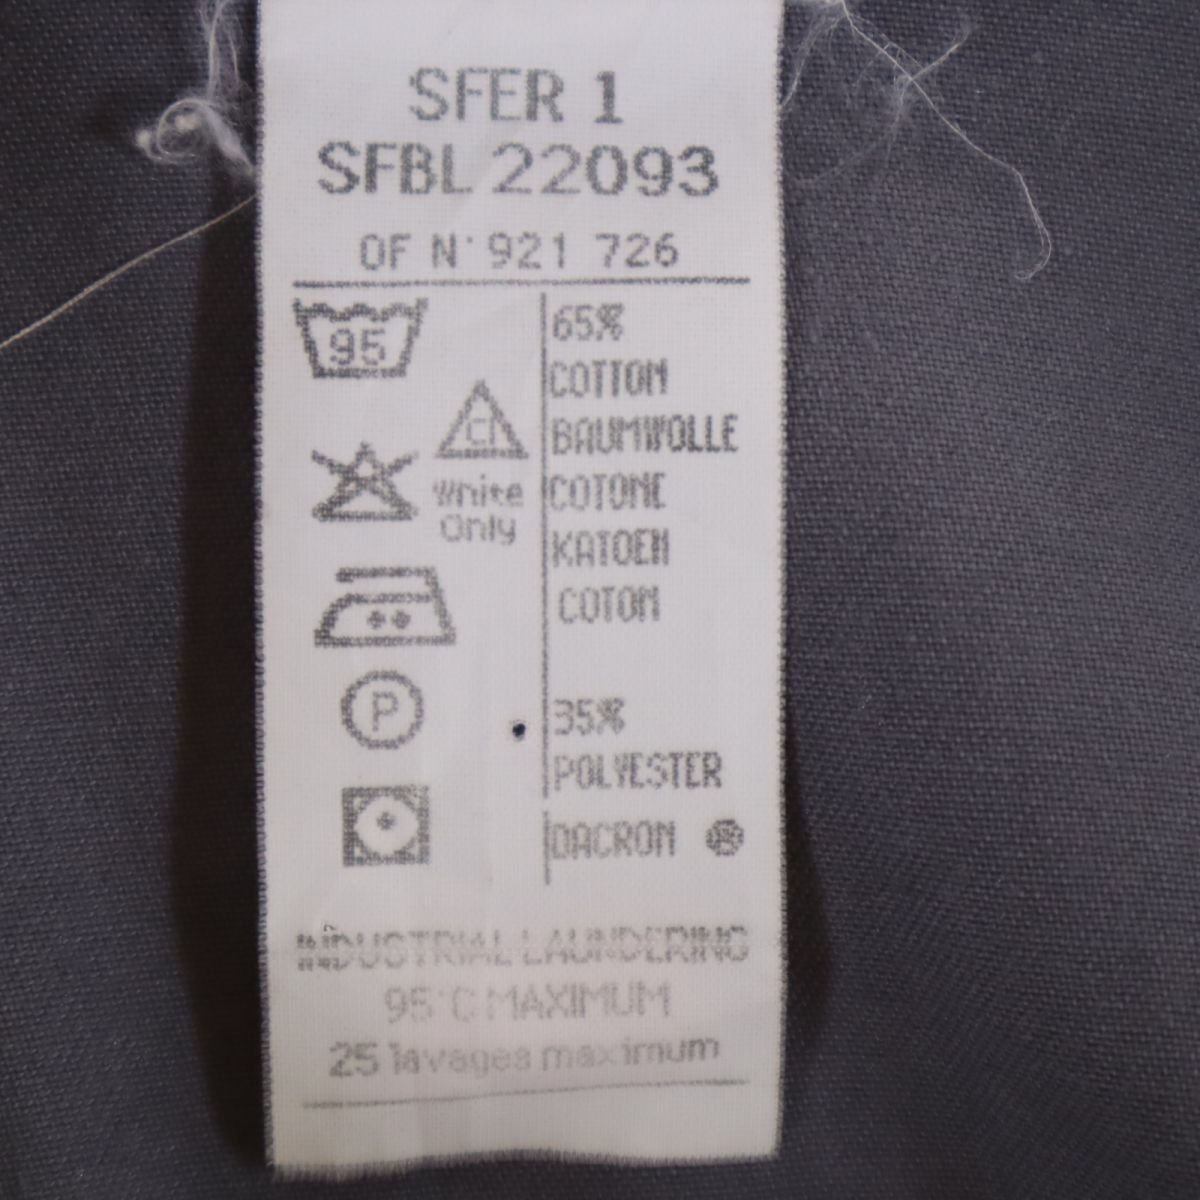 SFER 1
SFBL 22093
OF N° 921 726
95
Cl
White
Only
P
65%
COTTON
BAUMWOLLE
COTONE
KATOEN
COTON
35%
POLYESTER
DACRON ®
INDUSTRIAL LAUNDERING
95°C MAXIMUM
25 lavages maximum